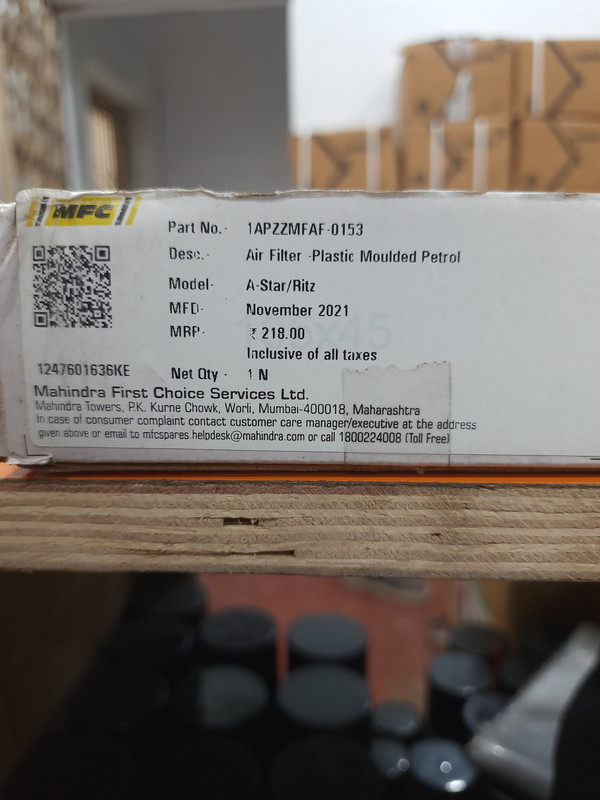 MFC
Part No.- 1APZZMFAF-0153
Desc.- Air Filter -Plastic Moulded Petrol
Model- A-Star/Ritz
MFD- November 2021
MRP- ₹ 218.00
Inclusive of all taxes
1247601636KE
Net Qty - 1 N
Mahindra First Choice Services Ltd.
Mahindra Towers, P.K. Kurne Chowk, Worli, Mumbai-400018, Maharashtra
In case of consumer complaint contact customer care manager/executive at the address
given above or email to mfcspares.helpdesk@mahindra.com or call 1800224008 (Toll Free)